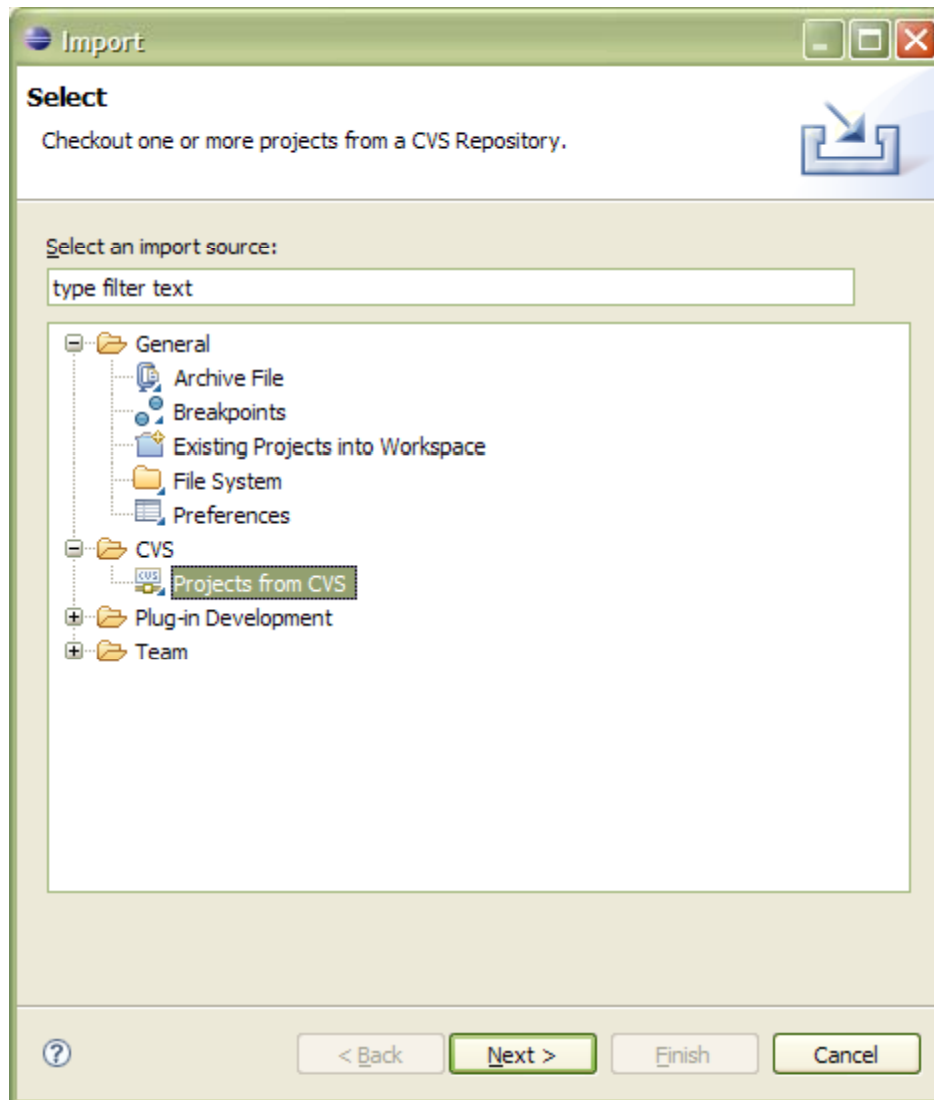 Import
Select
Checkout one or more projects from a CVS Repository.
Select an import source:
type filter text
General
Archive File
Breakpoints
Existing Projects into Workspace
File System
Preferences
CVS
CVS
Projects from CVS
Plug-in Development
Team
? < Back Next > Finish Cancel